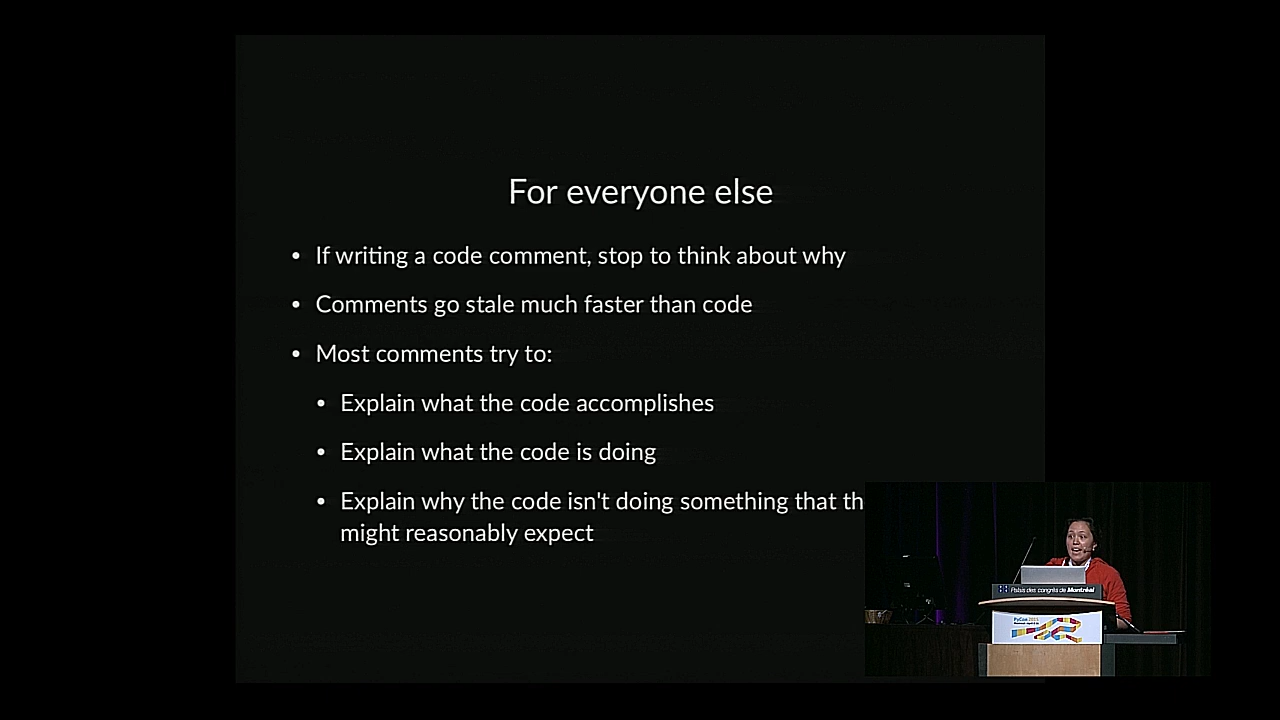 For everyone else
• If writing a code comment, stop to think about why
• Comments go stale much faster than code
• Most comments try to:
• Explain what the code accomplishes
• Explain what the code is doing
• Explain why the code isn't doing something that th
might reasonably expect
Palais des congrès de Montréal
PyCon 2015